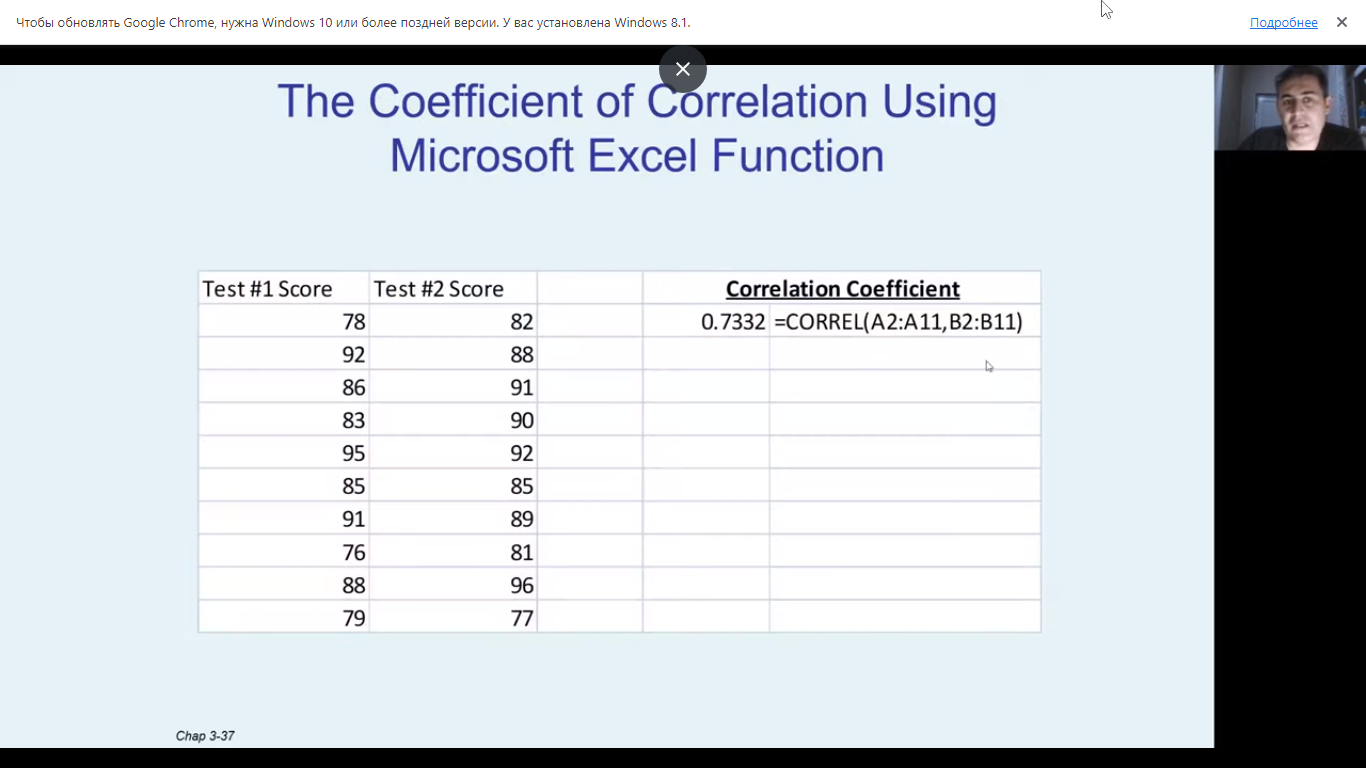 Чтобы обновлять Google Chrome, нужна Windows 10 или более поздней версии. У вас установлена Windows 8.1. Подробнее
The Coefficient of Correlation Using
Microsoft Excel Function
Test #1 Score Test #2 Score Correlation Coefficient
78 82 0.7332 =CORREL(A2:A11,B2:B11)
92 88
86 91
83 90
95 92
85 85
91 89
76 81
88 96
79 77
Chap 3-37